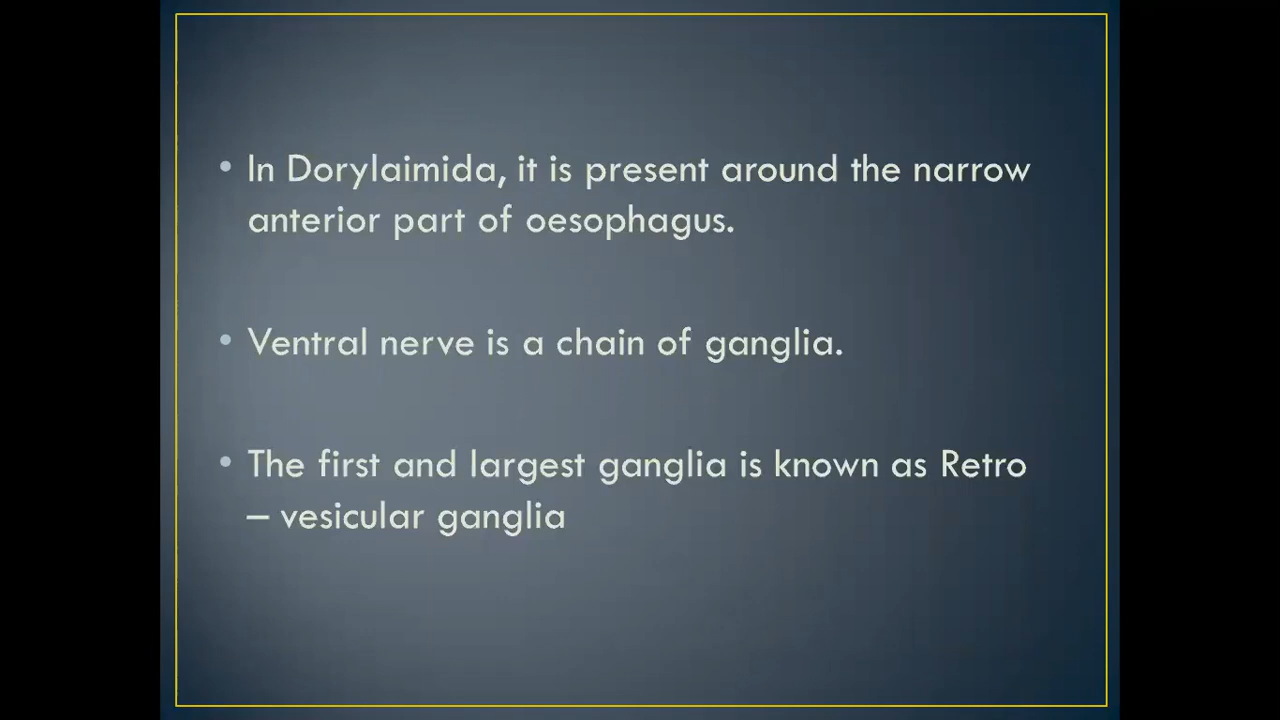 • In Dorylaimida, it is present around the narrow
anterior part of oesophagus.
• Ventral nerve is a chain of ganglia.
• The first and largest ganglia is known as Retro
– vesicular ganglia